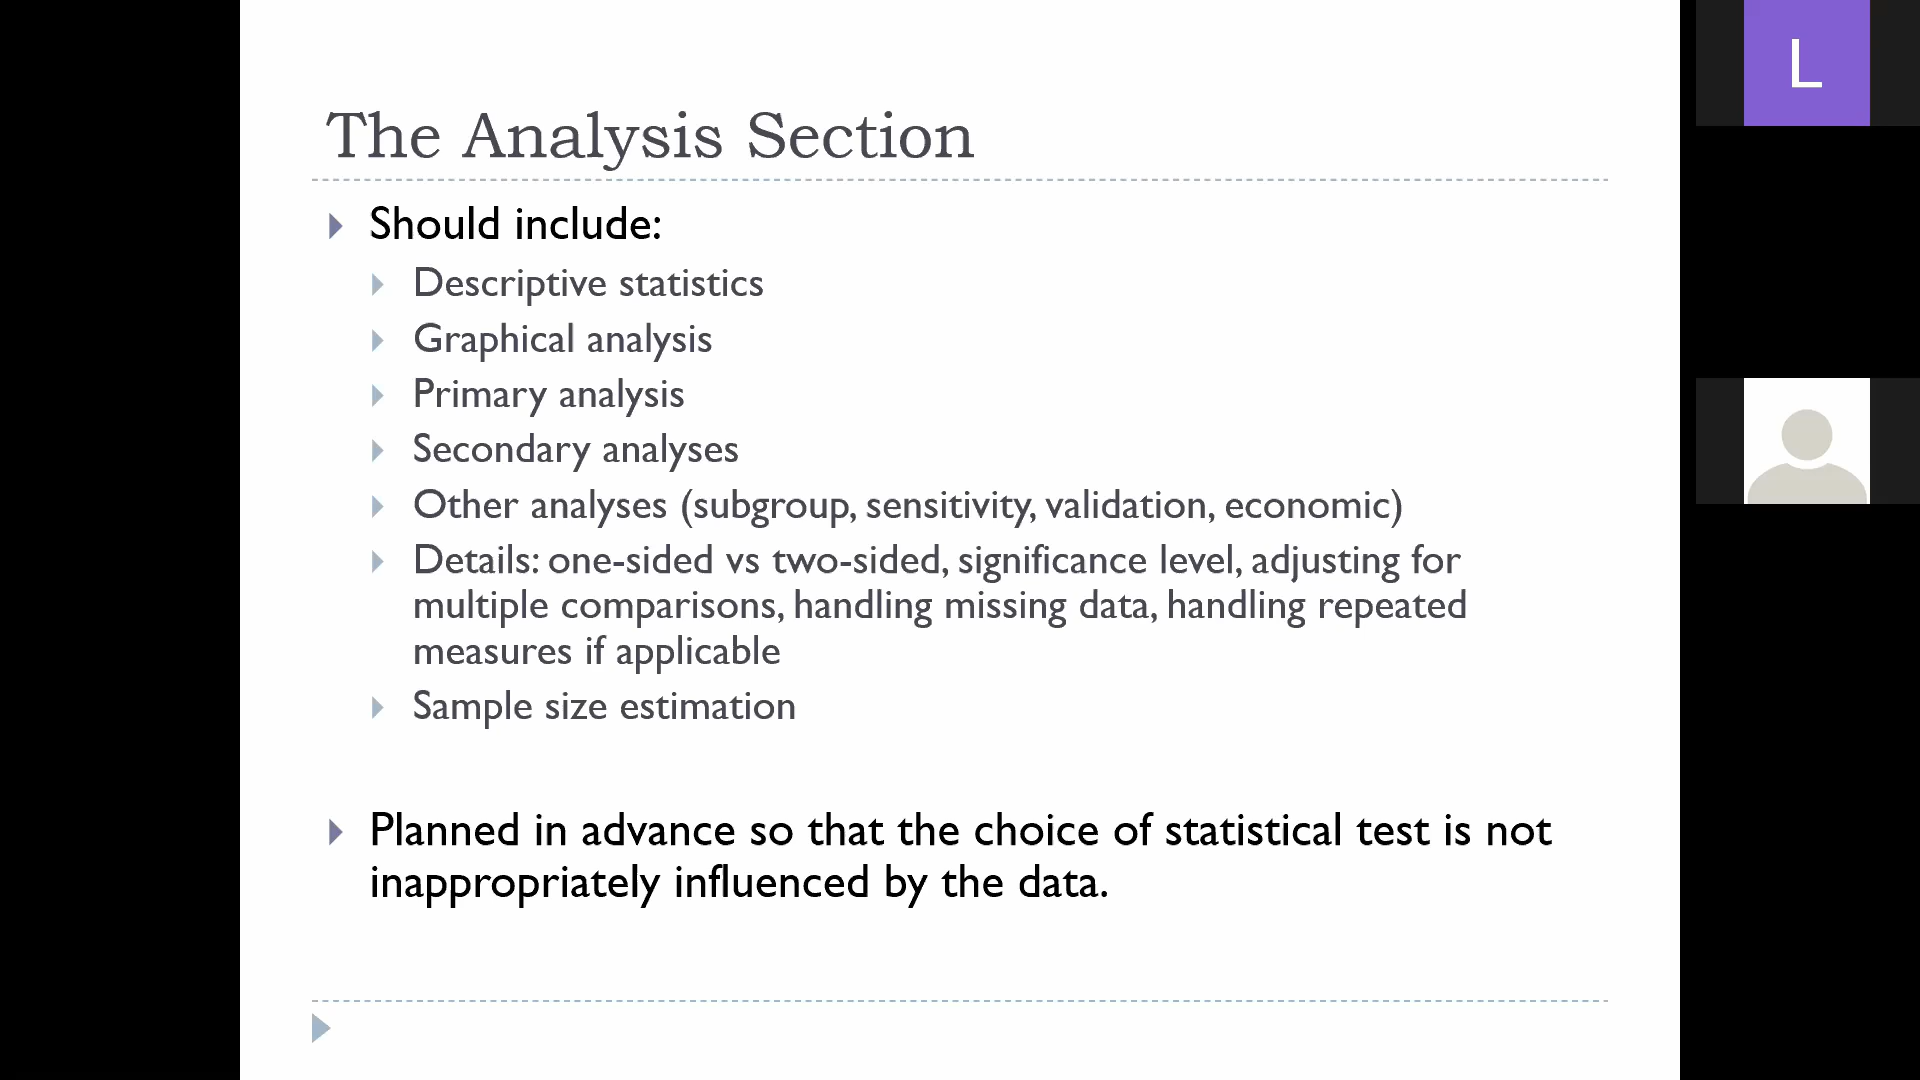 The Analysis Section
Should include:
Descriptive statistics
Graphical analysis
Primary analysis
Secondary analyses
Other analyses (subgroup, sensitivity, validation, economic)
Details: one-sided vs two-sided, significance level, adjusting for
multiple comparisons, handling missing data, handling repeated
measures if applicable
Sample size estimation
Planned in advance so that the choice of statistical test is not
inappropriately influenced by the data.
L